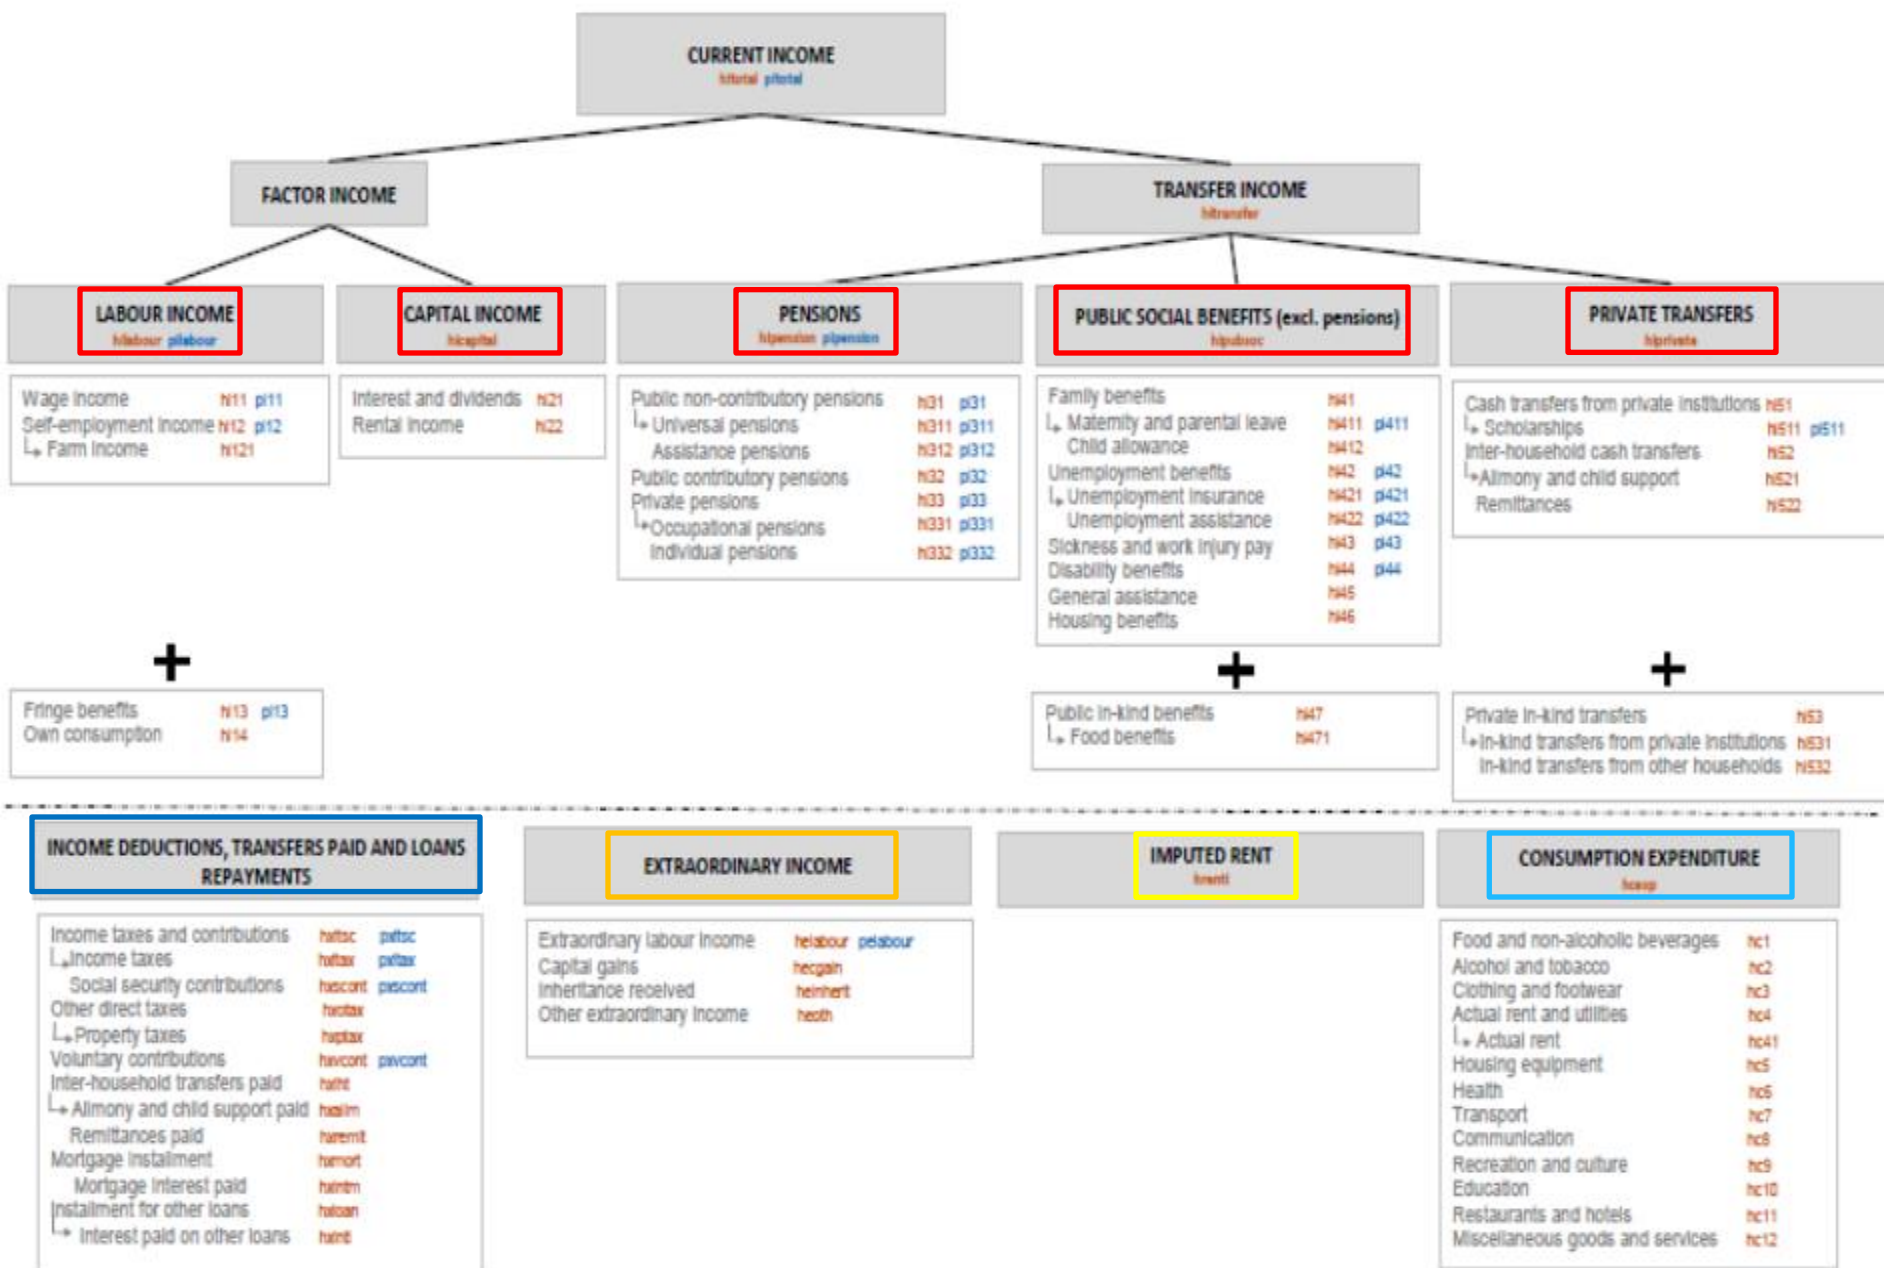 CURRENT INCOME
hitotal pitotal
FACTOR INCOME
TRANSFER INCOME
hitransfer
LABOUR INCOME
hilabour pilabour
CAPITAL INCOME
hicapital
PENSIONS
hipension pipension
PUBLIC SOCIAL BENEFITS (excl. pensions)
hipubsoc
PRIVATE TRANSFERS
hiprivate
Wage income hi11 pi11
Self-employment income hi12 pi12
Farm income hi121
Interest and dividends hi21
Rental income hi22
Public non-contributory pensions hi31 pi31
Universal pensions hi311 pi311
Assistance pensions hi312 pi312
Public contributory pensions hi32 pi32
Private pensions hi33 pi33
Occupational pensions hi331 pi331
Individual pensions hi332 pi332
Family benefits hi41
Maternity and parental leave hi411 pi411
Child allowance hi412
Unemployment benefits hi42 pi42
Unemployment insurance hi421 pi421
Unemployment assistance hi422 pi422
Sickness and work injury pay hi43 pi43
Disability benefits hi44 pi44
General assistance hi45
Housing benefits hi46
Cash transfers from private institutions hi51
Scholarships hi511 pi511
Inter-household cash transfers hi52
Alimony and child support hi521
Remittances hi522
+
+
+
Fringe benefits hi13 pi13
Own consumption hi14
Public in-kind benefits hi47
Food benefits hi471
Private in-kind transfers hi53
In-kind transfers from private institutions hi531
In-kind transfers from other households hi532
INCOME DEDUCTIONS, TRANSFERS PAID AND LOANS
REPAYMENTS
EXTRAORDINARY INCOME
IMPUTED RENT
hrenti
CONSUMPTION EXPENDITURE
hcexp
Income taxes and contributions hxitsc pxitsc
Income taxes hxitax pxitax
Social security contributions hxscont pxscont
Other direct taxes hxotax
Property taxes hxptax
Voluntary contributions hxvcont pxvcont
Inter-household transfers paid hxiht
Alimony and child support paid hxalim
Remittances paid hxremit
Mortgage installment hxmort
Mortgage interest paid hxintm
Installment for other loans hxloan
Interest paid on other loans
Extraordinary labour income helabour pelabour
Capital gains hecgain
Inheritance received heinherit
Other extraordinary income heoth
Food and non-alcoholic beverages hc1
Alcohol and tobacco hc2
Clothing and footwear hc3
Actual rent and utilities hc4
Actual rent hc41
Housing equipment hc5
Health hc6
Transport hc7
Communication hc8
Recreation and culture hc9
Education hc10
Restaurants and hotels hc11
Miscellaneous goods and services hc12